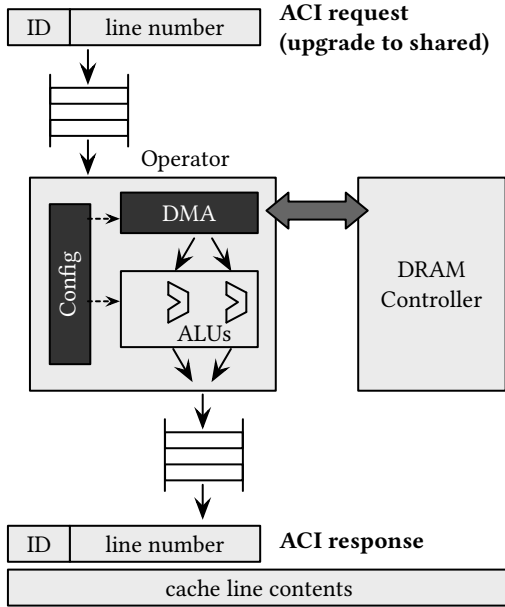 ID line number ACI request
(upgrade to shared)
Operator
DMA
Config
DRAM
Controller
ALUs
ID line number ACI response
cache line contents